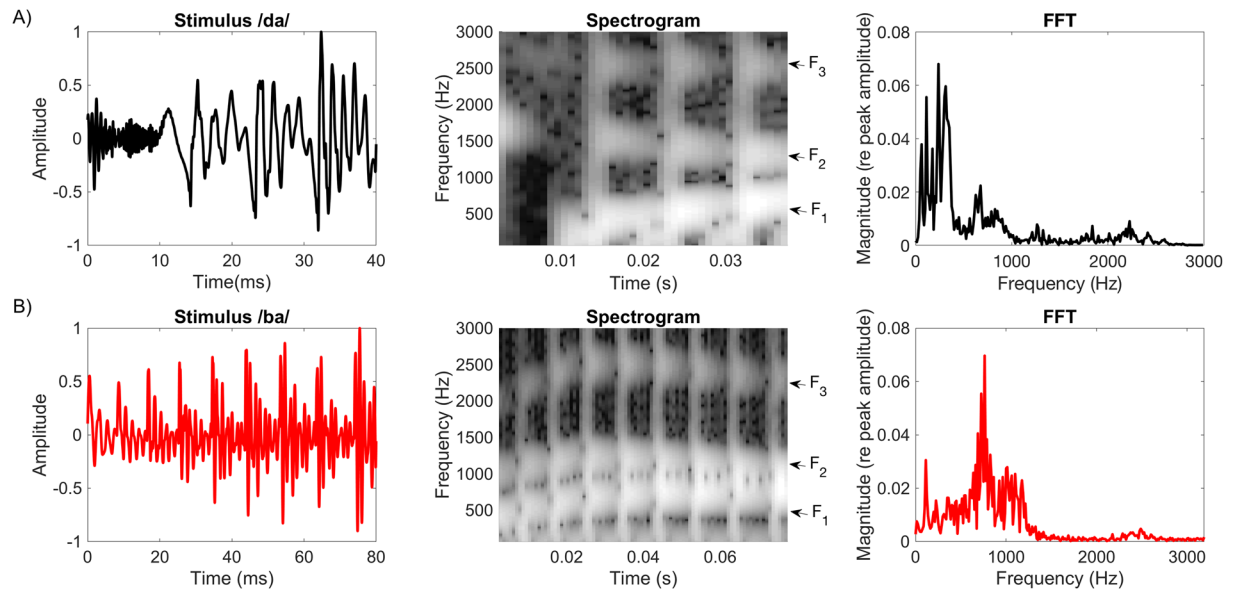 A)
Stimulus /da/
Amplitude
1
0.5
0
-0.5
-1
0 10 20 30 40
Time(ms)
Spectrogram
Frequency (Hz)
3000
2500
2000
1500
1000
500
F3
F2
F1
0.01 0.02 0.03
Time (s)
FFT
Magnitude (re peak amplitude)
0.08
0.06
0.04
0.02
0
0 1000 2000 3000
Frequency (Hz)
B)
Stimulus /ba/
Amplitude
1
0.5
0
-0.5
-1
0 20 40 60 80
Time (ms)
Spectrogram
Frequency (Hz)
3000
2500
2000
1500
1000
500
F3
F2
F1
0.02 0.04 0.06
Time (s)
FFT
Magnitude (re peak amplitude)
0.08
0.06
0.04
0.02
0
0 1000 2000 3000
Frequency (Hz)